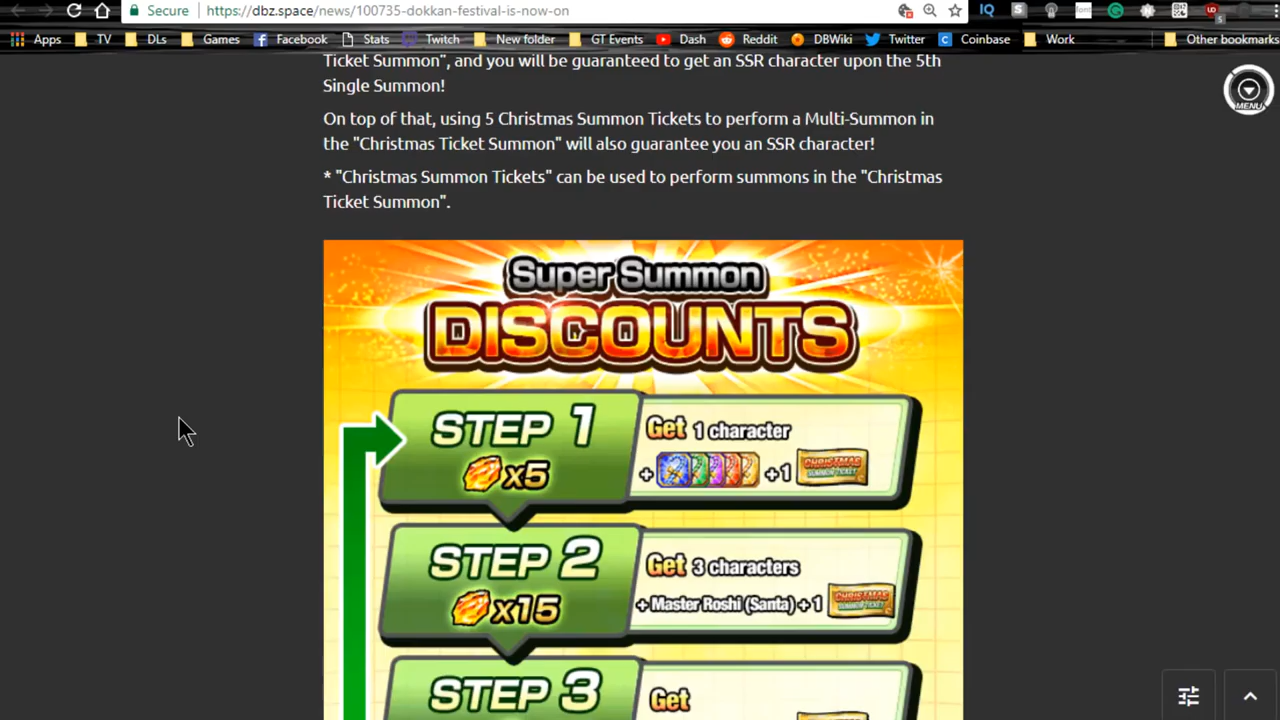 Secure https://dbz.space/news/100735-dokkan-festival-is-now-on
Apps TV DLs Games Facebook Stats Twitch New folder GT Events Dash Reddit DBWiki Twitter Coinbase Work Other bookmarks
Ticket Summon", and you will be guaranteed to get an SSR character upon the 5th
Single Summon!
On top of that, using 5 Christmas Summon Tickets to perform a Multi-Summon in
the "Christmas Ticket Summon" will also guarantee you an SSR character!
* "Christmas Summon Tickets" can be used to perform summons in the "Christmas
Ticket Summon".
MENU
Super Summon
DISCOUNTS
STEP 1
x5
Get 1 character
+ +1 CHRISTMAS SUMMON TICKET
STEP 2
x15
Get 3 characters
+ Master Roshi (Santa) + 1 CHRISTMAS SUMMON TICKET
STEP 3
Get